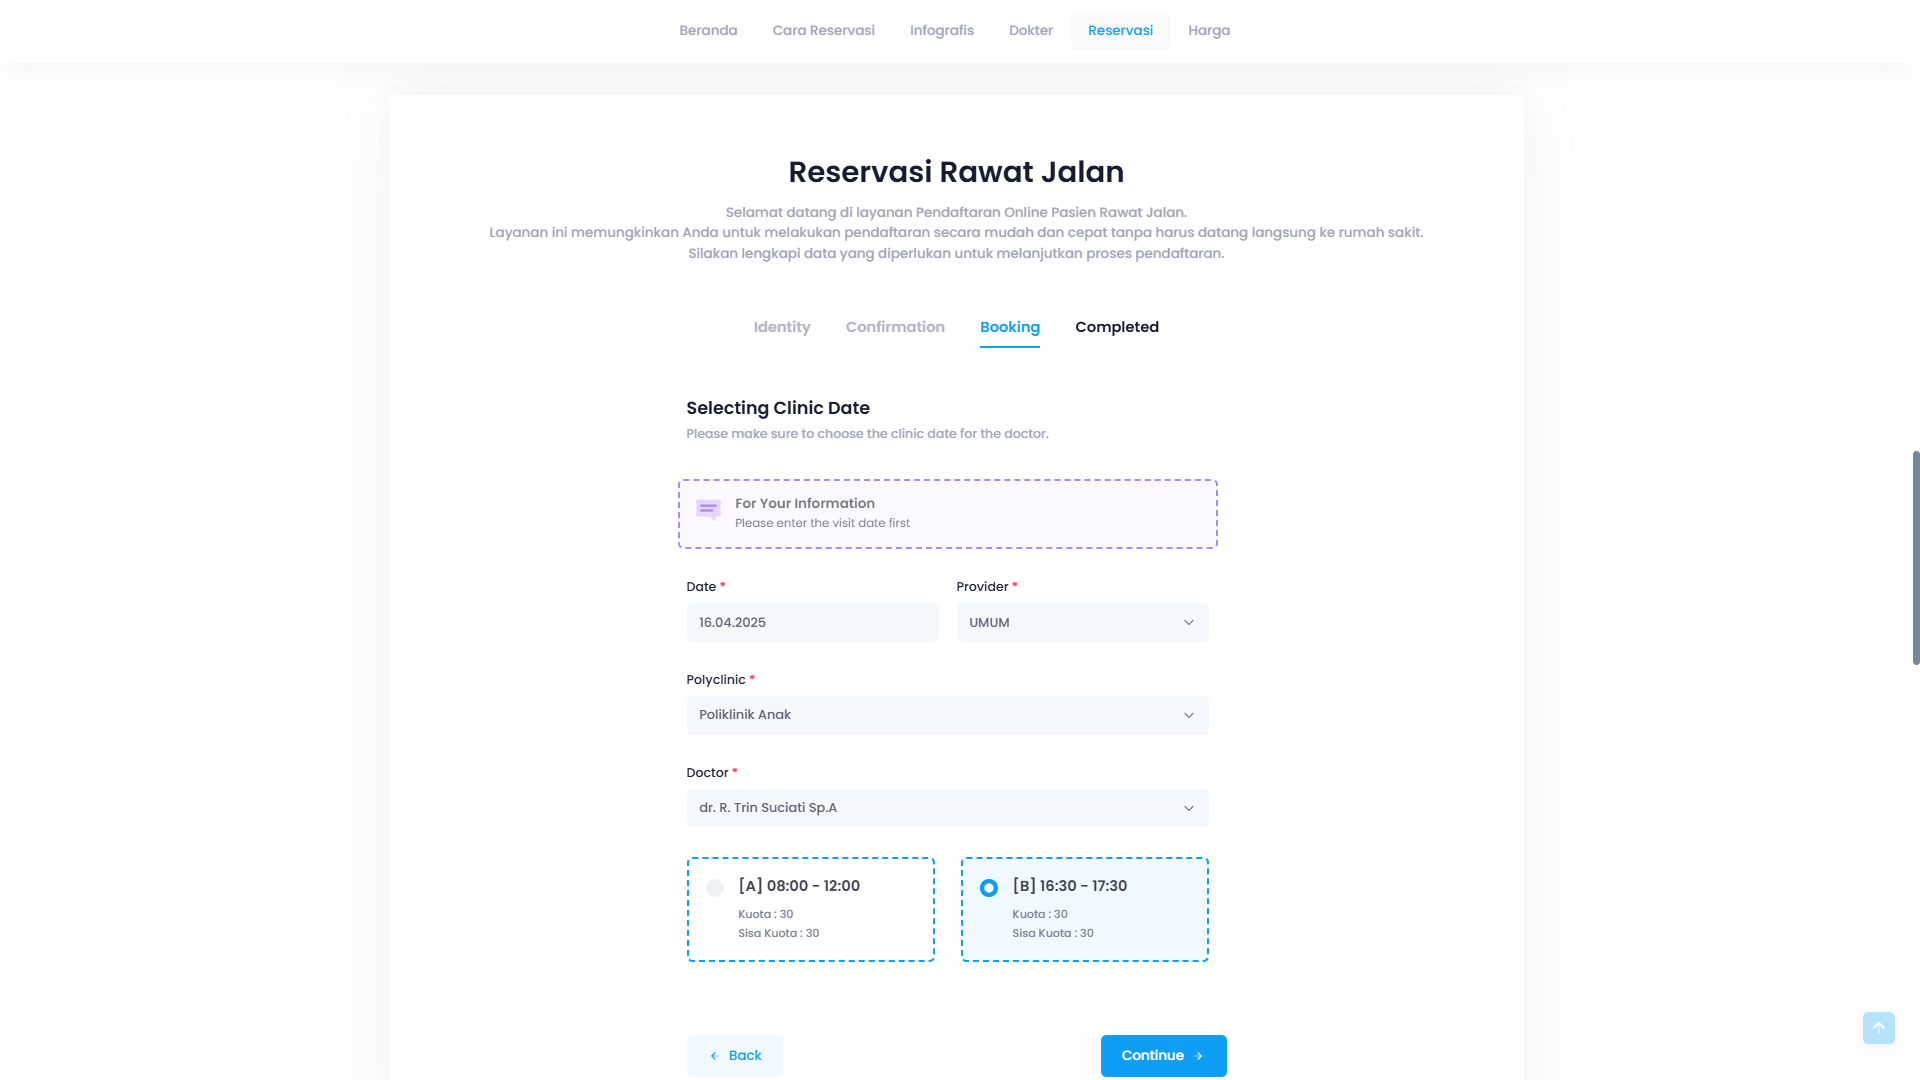 Beranda
Cara Reservasi
Infografis
Dokter
Reservasi
Harga
Reservasi Rawat Jalan
Selamat datang di layanan Pendaftaran Online Pasien Rawat Jalan.
Layanan ini memungkinkan Anda untuk melakukan pendaftaran secara mudah dan cepat tanpa harus datang langsung ke rumah sakit.
Silakan lengkapi data yang diperlukan untuk melanjutkan proses pendaftaran.
Identity
Confirmation
Booking
Completed
Selecting Clinic Date
Please make sure to choose the clinic date for the doctor.
For Your Information
Please enter the visit date first
Date *
Provider *
16.04.2025
UMUM
Polyclinic *
Poliklinik Anak
Doctor *
dr. R. Trin Suciati Sp.A
[A] 08:00 - 12:00
Kuota : 30
Sisa Kuota : 30
[B] 16:30 - 17:30
Kuota : 30
Sisa Kuota : 30
Back
Continue